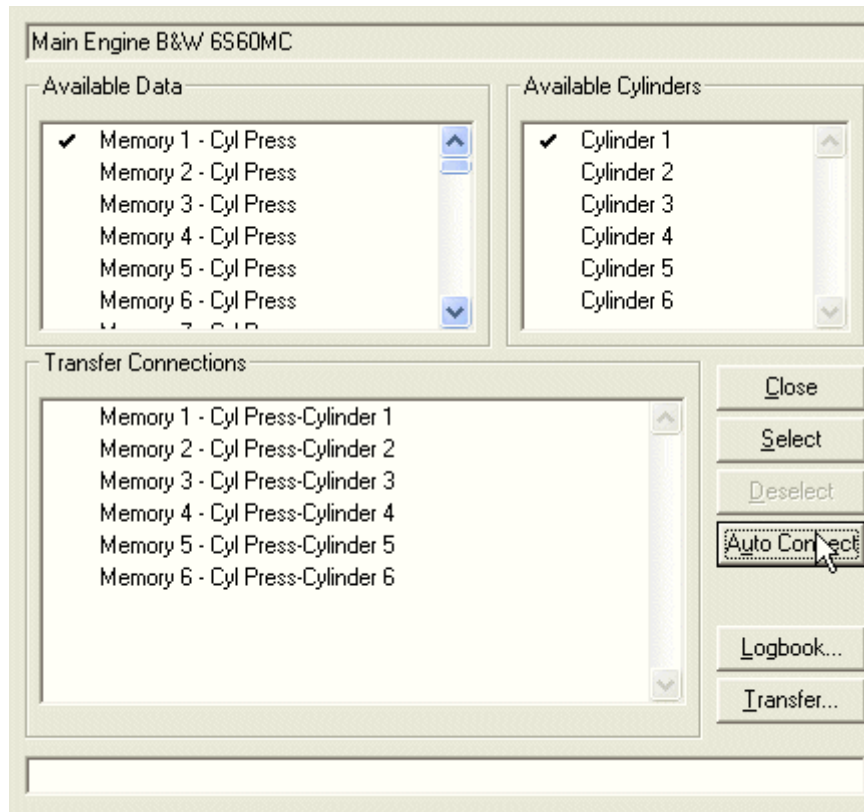 Main Engine B&W 6S60MC
Available Data
Memory 1 - Cyl Press
Memory 2 - Cyl Press
Memory 3 - Cyl Press
Memory 4 - Cyl Press
Memory 5 - Cyl Press
Memory 6 - Cyl Press
Available Cylinders
Cylinder 1
Cylinder 2
Cylinder 3
Cylinder 4
Cylinder 5
Cylinder 6
Transfer Connections
Memory 1 - Cyl Press-Cylinder 1
Memory 2 - Cyl Press-Cylinder 2
Memory 3 - Cyl Press-Cylinder 3
Memory 4 - Cyl Press-Cylinder 4
Memory 5 - Cyl Press-Cylinder 5
Memory 6 - Cyl Press-Cylinder 6
Close
Select
Deselect
Auto Connect
Logbook...
Transfer...